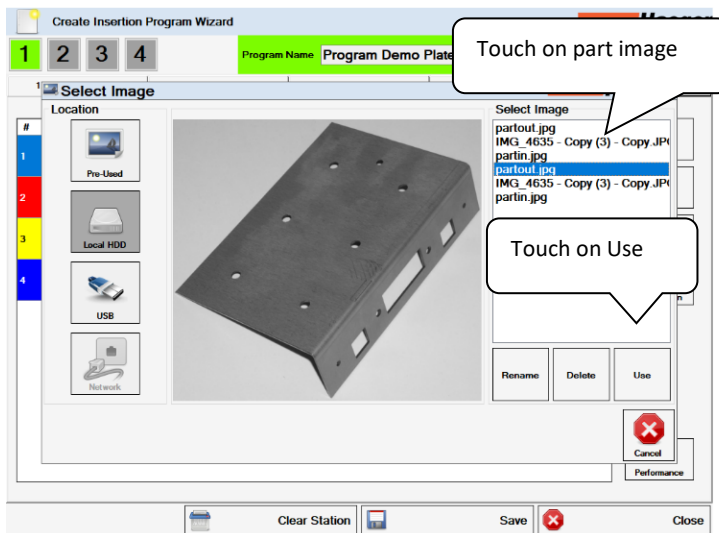 Create Insertion Program Wizard
1 2 3 4
Program Name Program Demo Plate
Touch on part image
1
Select Image
Location
Select Image
#
1
2
3
4
Pre-Used
Local HDD
USB
Network
partout.jpg
IMG_4635 - Copy (3) - Copy.JP
partin.jpg
partout.jpg
IMG_4635 - Copy (3) - Copy.JP
partin.jpg
Touch on Use
Rename Delete Use
Cancel
Performance
Clear Station Save Close